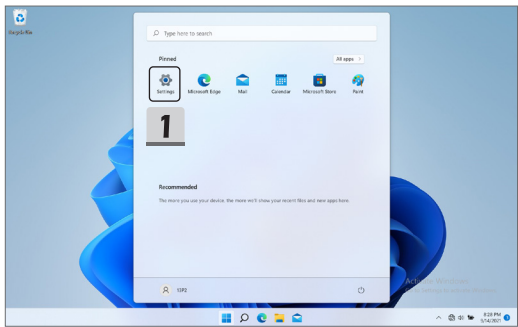 Recycle Bin
Type here to search
Pinned
All apps >
Settings
Microsoft Edge
Mail
Calendar
Microsoft Store
Paint
1
Recommended
The more you use your device, the more we'll show your recent files and new apps here.
Activate Windows
8:28 PM
9/14/2021